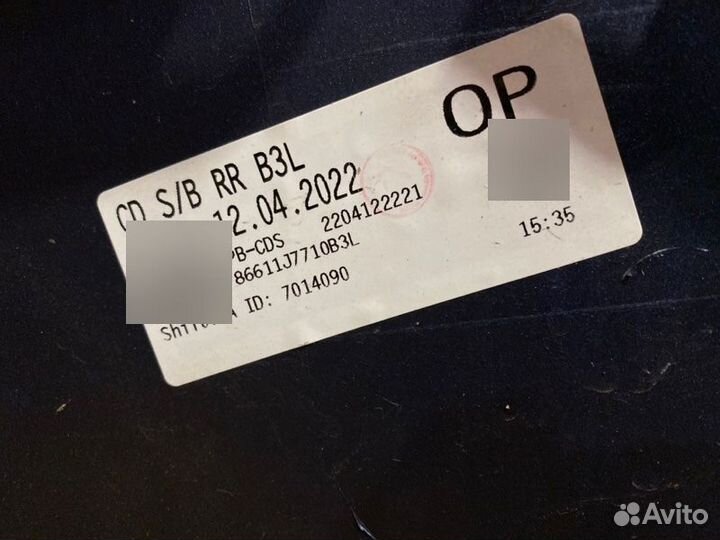 CD S/B RR B3L
OP
12.04.2022
PB-CDS 2204122221
86611J7710B3L
15:35
ID: 7014090
Avito